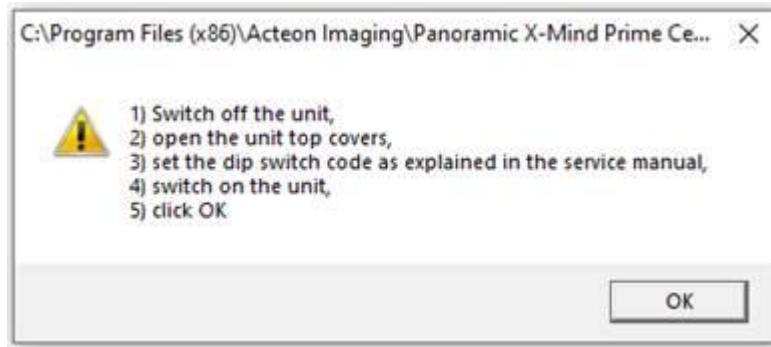 C:\Program Files (x86)\Acteon Imaging\Panoramic X-Mind Prime Ce...
1) Switch off the unit,
2) open the unit top covers,
3) set the dip switch code as explained in the service manual,
4) switch on the unit,
5) click OK
OK